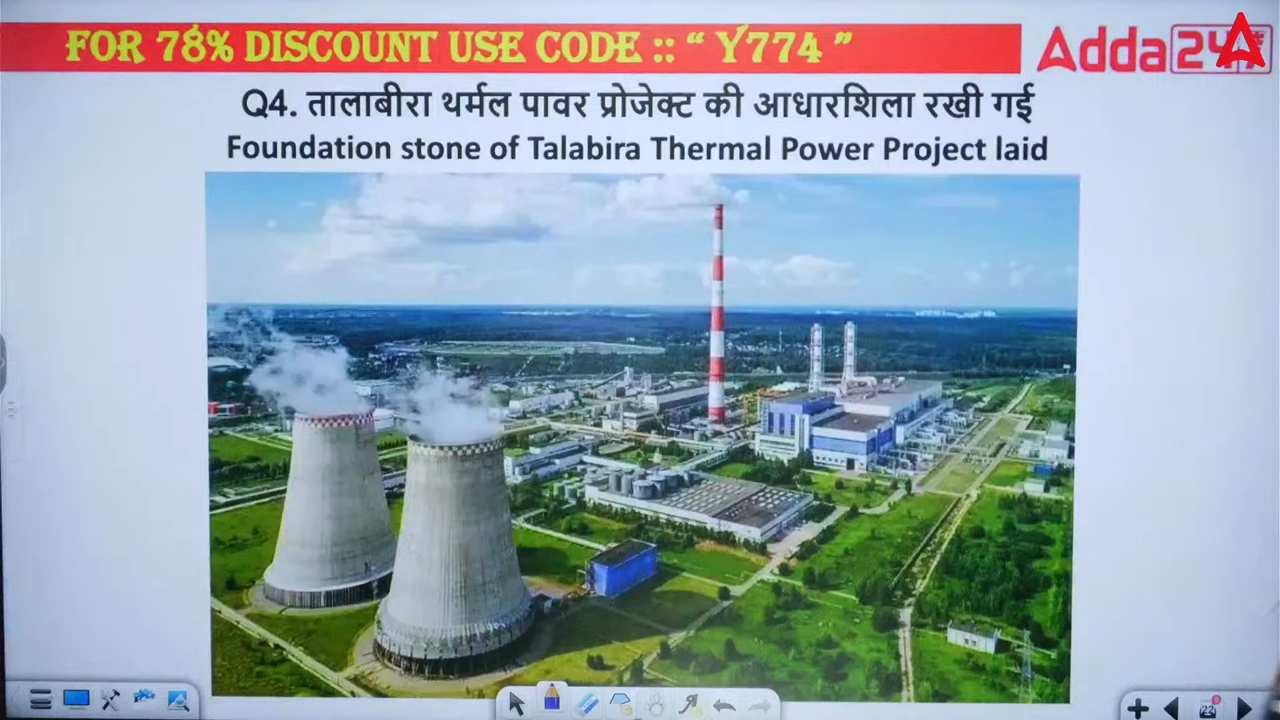 FOR 78% DISCOUNT USE CODE :: “ Y774 ”
Adda247
Q4. तालाबीरा थर्मल पावर प्रोजेक्ट की आधारशिला रखी गई
Foundation stone of Talabira Thermal Power Project laid
22